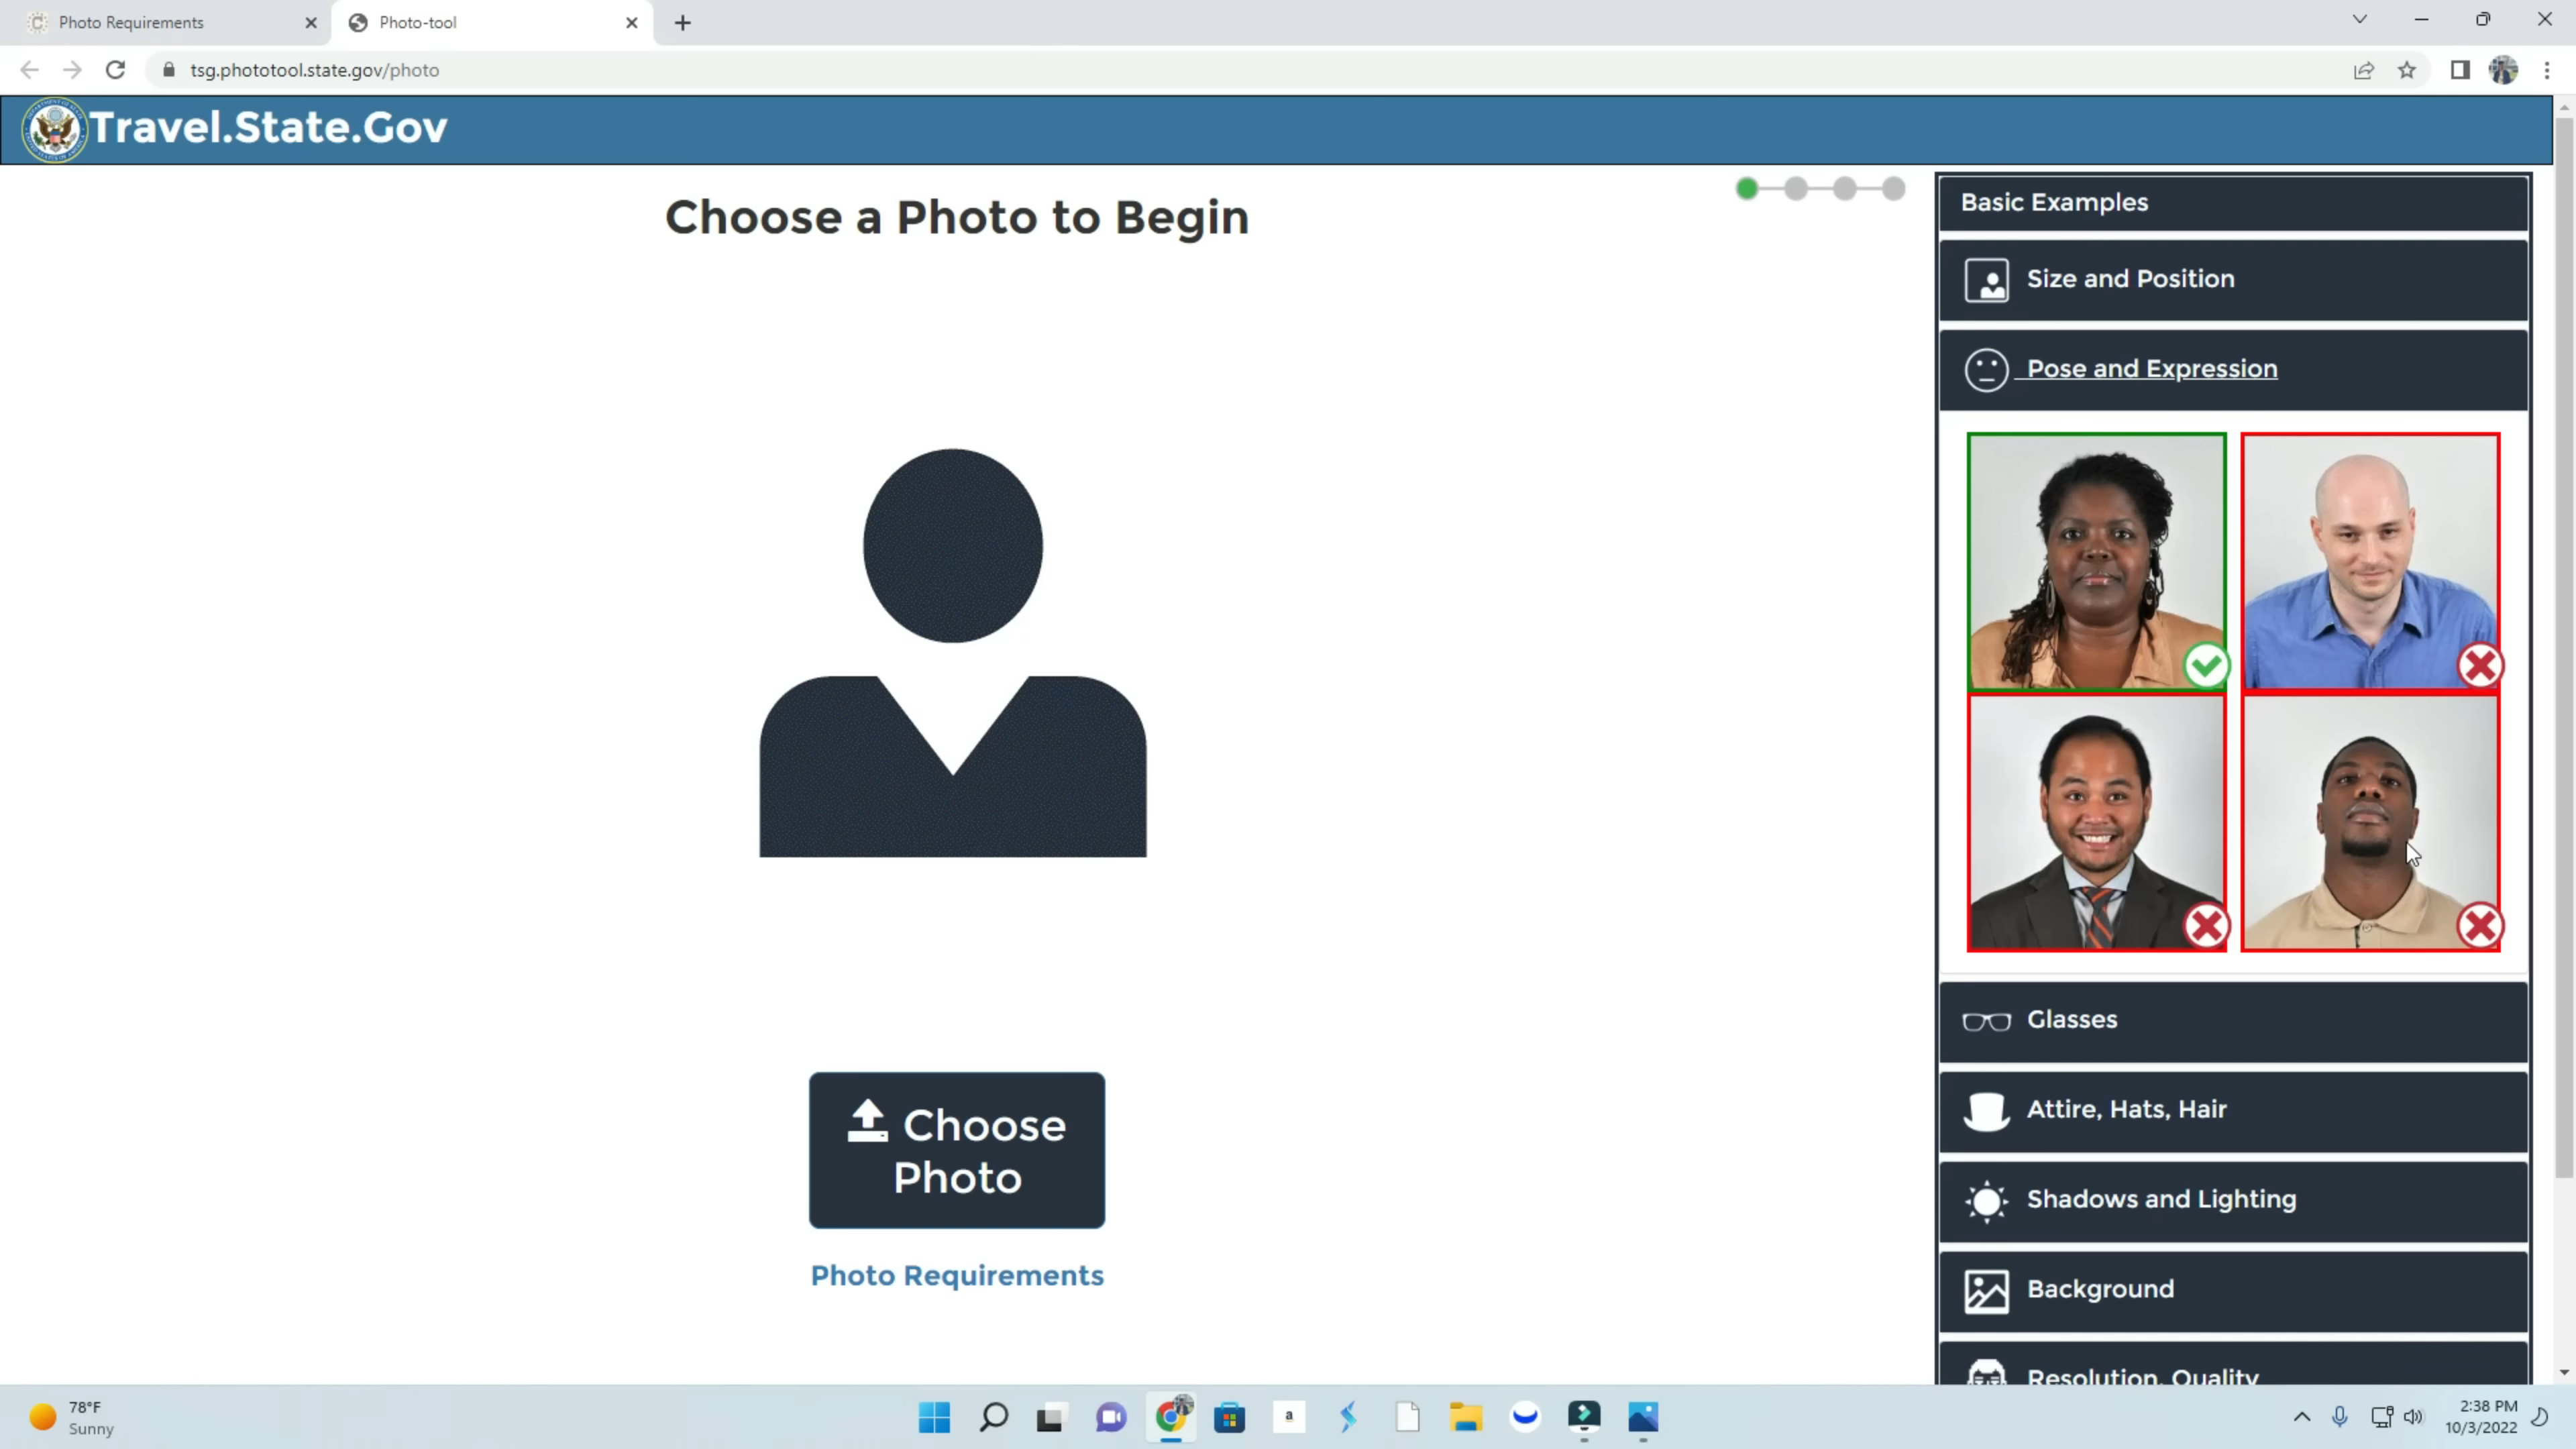 Photo Requirements
Photo-tool
tsg.phototool.state.gov/photo
Travel.State.Gov
Choose a Photo to Begin
Choose
Photo
Photo Requirements
Basic Examples
Size and Position
Pose and Expression
Glasses
Attire, Hats, Hair
Shadows and Lighting
Background
Resolution, Quality
78°F
Sunny
a
2:38 PM
10/3/2022